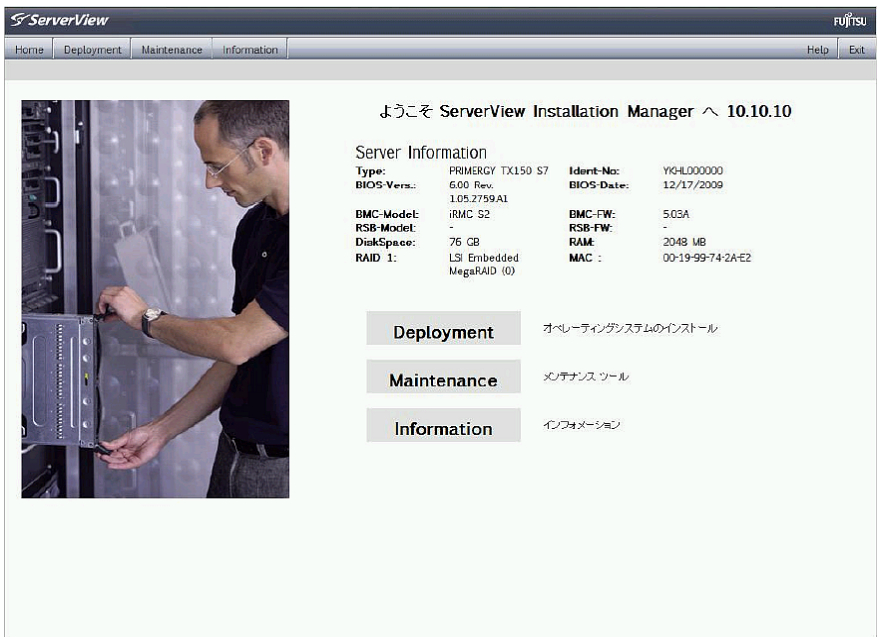 ServerView
FUJITSU
Home Deployment Maintenance Information Help Exit
ようこそ ServerView Installation Manager へ 10.10.10
Server Information
Type: PRIMERGY TX150 S7 Ident-No: YKHL000000
BIOS-Vers.: 6.00 Rev. BIOS-Date: 12/17/2009
1.05.2759.A1
BMC-Model: iRMC S2 BMC-FW: 5.03A
RSB-Model: - RSB-FW: -
DiskSpace: 76 GB RAM: 2048 MB
RAID 1: LSI Embedded MAC : 00-19-99-74-2A-E2
MegaRAID (0)
Deployment オペレーティングシステムのインストール
Maintenance メンテナンス ツール
Information インフォメーション